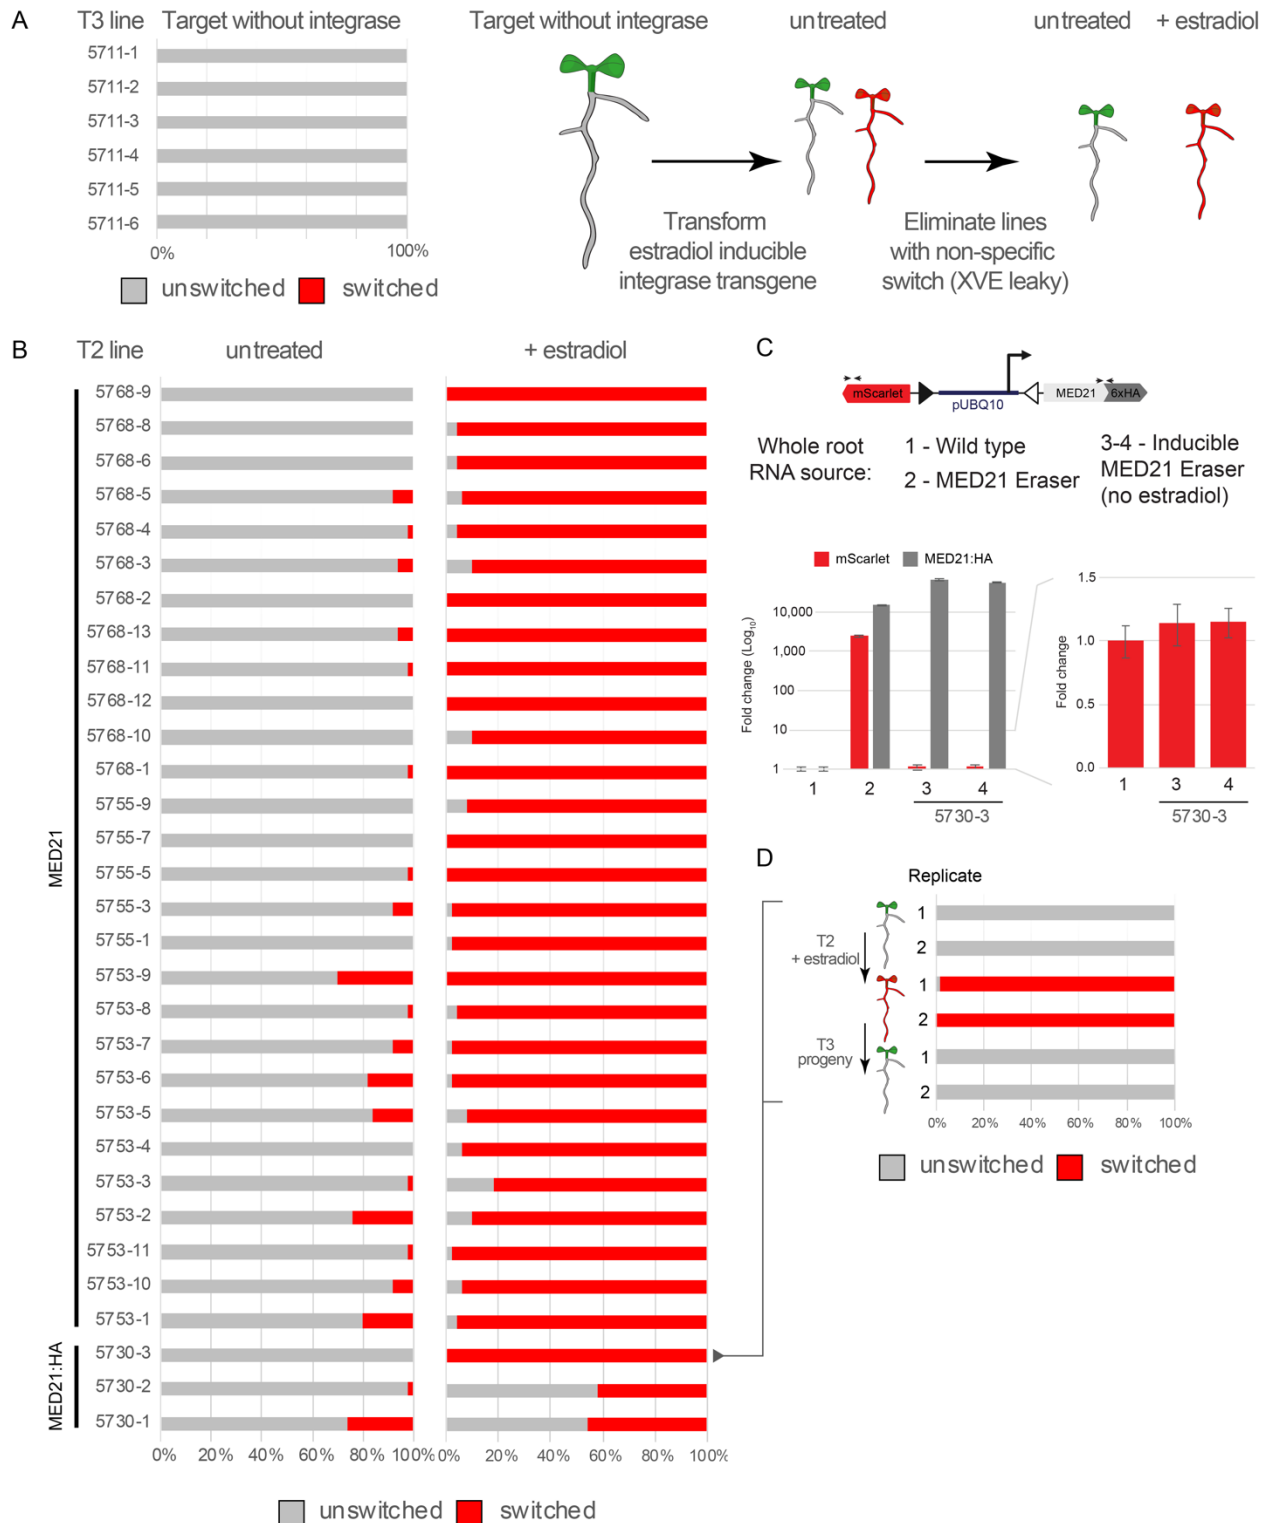 A
T3 line
Target without integrase
5711-1
5711-2
5711-3
5711-4
5711-5
5711-6
0%
100%
unswitched
switched
Target without integrase
untreated
untreated
+ estradiol
Transform
estradiol inducible
integrase transgene
Eliminate lines
with non-specific
switch (XVE leaky)
B
T2 line
untreated
+ estradiol
MED21
5768-9
5768-8
5768-6
5768-5
5768-4
5768-3
5768-2
5768-13
5768-11
5768-12
5768-10
5768-1
5755-9
5755-7
5755-5
5755-3
5755-1
5753-9
5753-8
5753-7
5753-6
5753-5
5753-4
5753-3
5753-2
5753-11
5753-10
5753-1
MED21:HA
5730-3
5730-2
5730-1
0% 20% 40% 60% 80% 100%
0% 20% 40% 60% 80% 100%
unswitched
switched
C
mScarlet
pUBQ10
MED21
6xHA
Whole root
RNA source:
1 - Wild type
2 - MED21 Eraser
3-4 - Inducible
MED21 Eraser
(no estradiol)
mScarlet
MED21:HA
Fold change (Log10)
10,000
1,000
100
10
1
1 2 3 4
5730-3
Fold change
1.5
1.0
0.5
0.0
1 3 4
5730-3
D
Replicate
1
2
T2
+ estradiol
1
2
T3
progeny
1
2
0% 20% 40% 60% 80% 100%
unswitched
switched